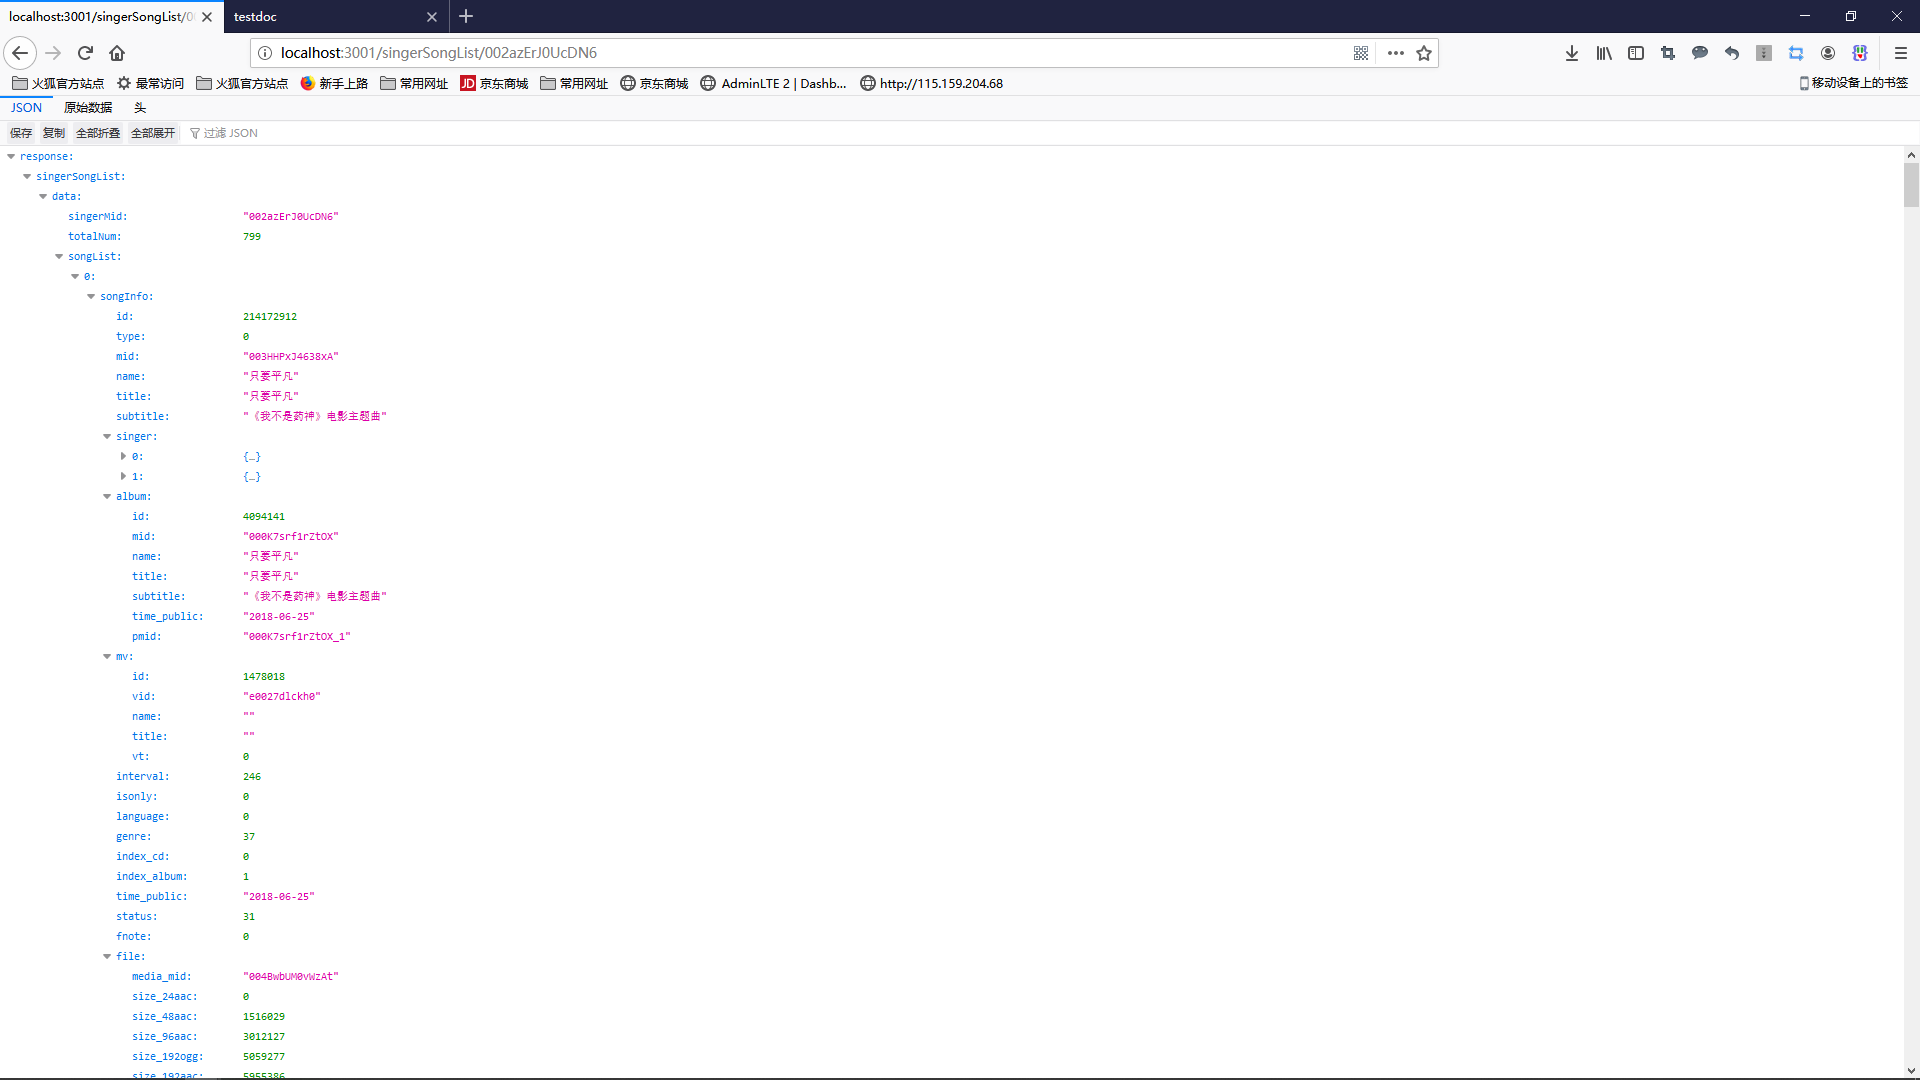 localhost:3001/singerSongList/00
testdoc
localhost:3001/singerSongList/002azErJ0UcDN6
火狐官方站点 最常访问 火狐官方站点 新手上路 常用网址 JD 京东商城 常用网址 京东商城 AdminLTE 2 | Dashb... http://115.159.204.68 移动设备上的书签
JSON 原始数据 头
保存 复制 全部折叠 全部展开 过滤 JSON
response:
singerSongList:
data:
singerMid: "002azErJ0UcDN6"
totalNum: 799
songList:
0:
songInfo:
id: 214172912
type: 0
mid: "003HHPxJ4638xA"
name: "只要平凡"
title: "只要平凡"
subtitle: "《我不是药神》电影主题曲"
singer:
0: {…}
1: {…}
album:
id: 4094141
mid: "000K7srf1rZtOX"
name: "只要平凡"
title: "只要平凡"
subtitle: "《我不是药神》电影主题曲"
time_public: "2018-06-25"
pmid: "000K7srf1rZtOX_1"
mv:
id: 1478018
vid: "e0027dlckh0"
name: ""
title: ""
vt: 0
interval: 246
isonly: 0
language: 0
genre: 37
index_cd: 0
index_album: 1
time_public: "2018-06-25"
status: 31
fnote: 0
file:
media_mid: "004BwbUM0vWzAt"
size_24aac: 0
size_48aac: 1516029
size_96aac: 3012127
size_192ogg: 5059277
size_192aac: 5955386